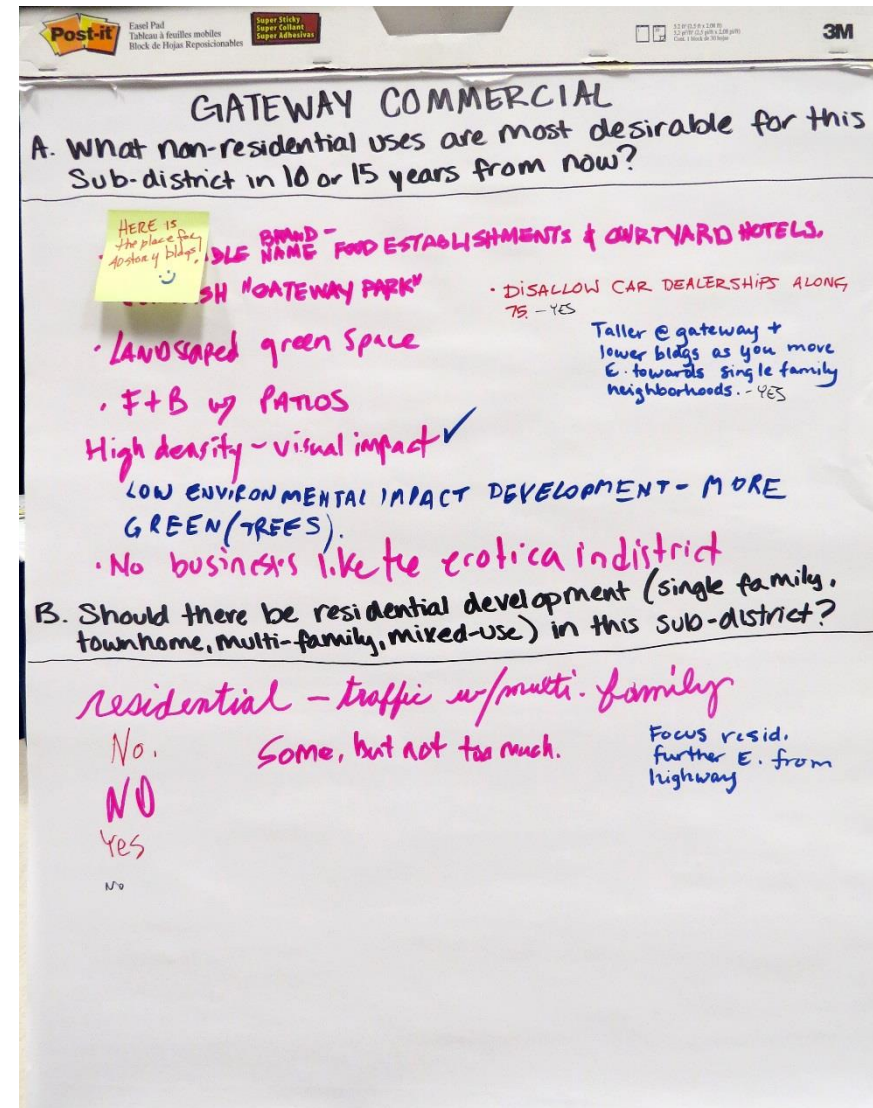 Post-it
Easel Pad
Tableau à feuilles mobiles
Block de Hojas Reposicionables
Super Sticky
Super Collant
Super Adhesivas
3M
GATEWAY COMMERCIAL
A. What non-residential uses are most desirable for this
Sub-district in 10 or 15 years from now?
HERE IS
the place for
40 story bldgs!
BRAND-
NAME FOOD ESTABLISHMENTS & COURTYARD HOTELS.
"GATEWAY PARK"
• DISALLOW CAR DEALERSHIPS ALONG
75. - YES
• LANDSCAPED green space
Taller @ gateway +
lower bldgs as you move
E. towards single family
neighborhoods. - YES
• F+B w/ PATIOS
High density - visual impact ✓
LOW ENVIRONMENTAL IMPACT DEVELOPMENT - MORE
GREEN (TREES).
• No business like the erotica in district
B. Should there be residential development (single family,
townhome, multi-family, mixed-use) in this sub-district?
residential - traffic w/ multi-family
No.
Some, but not too much.
Focus resid.
further E. from
highway
NO
Yes
No